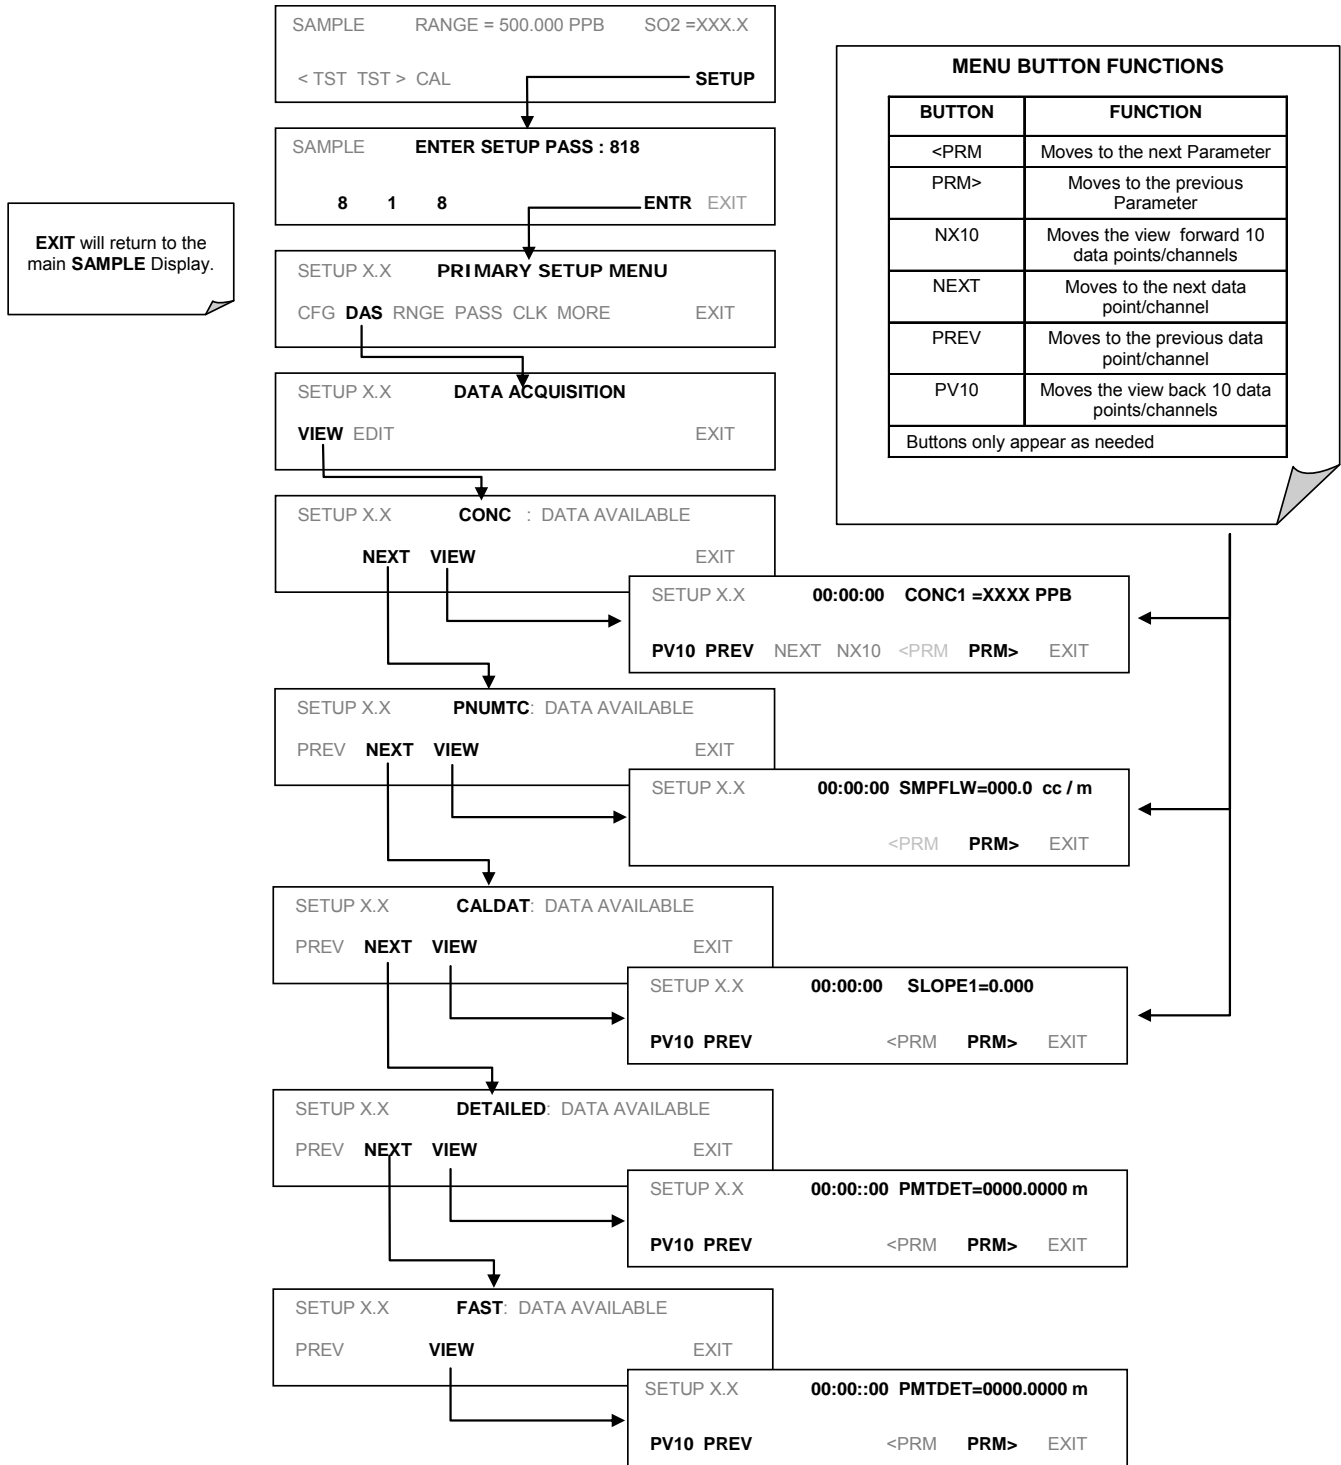 SAMPLE RANGE = 500.000 PPB SO2 =XXX.X
< TST TST > CAL SETUP
SAMPLE ENTER SETUP PASS : 818
8 1 8 ENTR EXIT
EXIT will return to the
main SAMPLE Display.
SETUP X.X PRIMARY SETUP MENU
CFG DAS RNGE PASS CLK MORE EXIT
SETUP X.X DATA ACQUISITION
VIEW EDIT EXIT
MENU BUTTON FUNCTIONS
BUTTON FUNCTION
<PRM Moves to the next Parameter
PRM> Moves to the previous
Parameter
NX10 Moves the view forward 10
data points/channels
NEXT Moves to the next data
point/channel
PREV Moves to the previous data
point/channel
PV10 Moves the view back 10 data
points/channels
Buttons only appear as needed
SETUP X.X CONC : DATA AVAILABLE
NEXT VIEW EXIT
SETUP X.X 00:00:00 CONC1 =XXXX PPB
PV10 PREV NEXT NX10 <PRM PRM> EXIT
SETUP X.X PNUMTC: DATA AVAILABLE
PREV NEXT VIEW EXIT
SETUP X.X 00:00:00 SMPFLW=000.0 cc / m
<PRM PRM> EXIT
SETUP X.X CALDAT: DATA AVAILABLE
PREV NEXT VIEW EXIT
SETUP X.X 00:00:00 SLOPE1=0.000
PV10 PREV <PRM PRM> EXIT
SETUP X.X DETAILED: DATA AVAILABLE
PREV NEXT VIEW EXIT
SETUP X.X 00:00::00 PMTDET=0000.0000 m
PV10 PREV <PRM PRM> EXIT
SETUP X.X FAST: DATA AVAILABLE
PREV VIEW EXIT
SETUP X.X 00:00::00 PMTDET=0000.0000 m
PV10 PREV <PRM PRM> EXIT